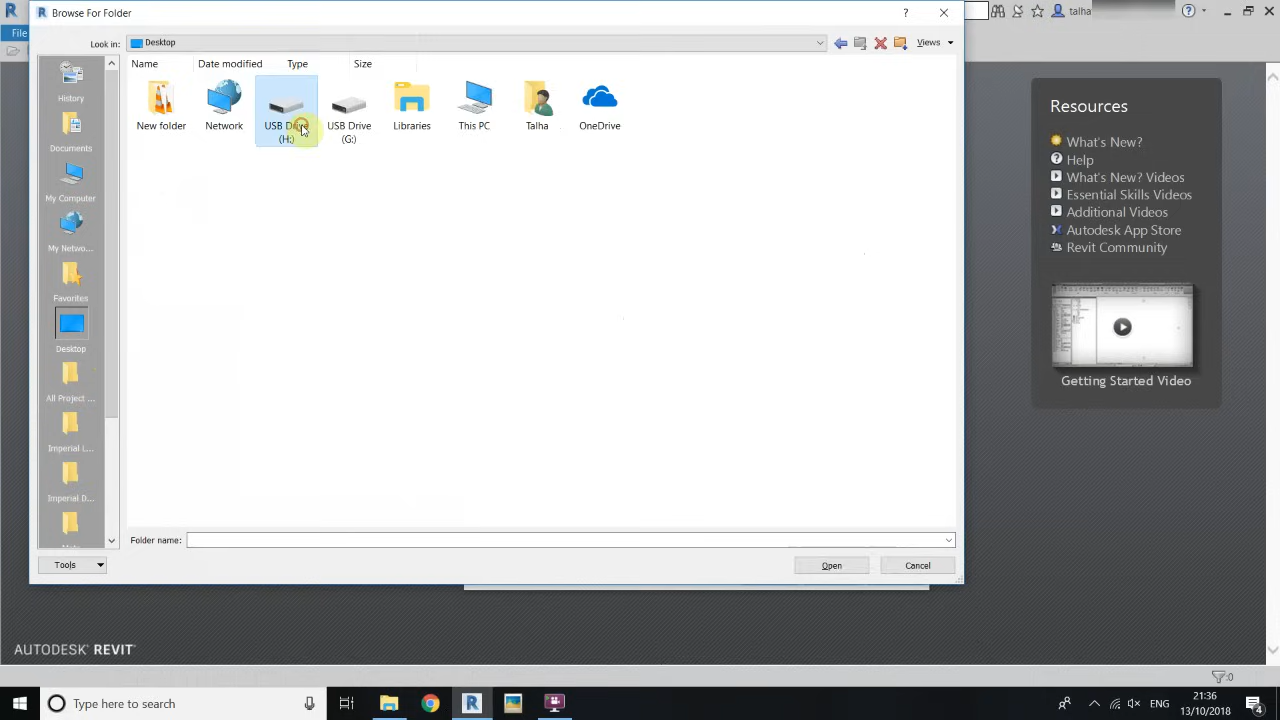 R Browse For Folder ?
talha
File
Look in: Desktop
Views
Name Date modified Type Size
New folder
Network
USB Drive (H:)
USB Drive (G:)
Libraries
This PC
Talha
OneDrive
History
Documents
My Computer
My Netwo...
Favorites
Desktop
All Project ...
Imperial L...
Imperial D...
Folder name:
Tools
Open
Cancel
Resources
What's New?
Help
What's New? Videos
Essential Skills Videos
Additional Videos
Autodesk App Store
Revit Community
Getting Started Video
AUTODESK® REVIT®
:0
Type here to search
R
ENG
21:36
13/10/2018
4